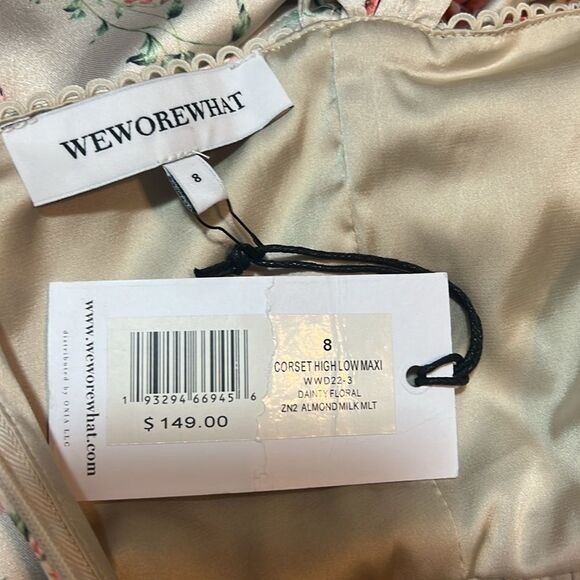 WEWOREWHAT
8
www.weworewhat.com
distributed by ONIA LLC
1 93294 66945 6
$ 149.00
8
CORSET HIGH LOW MAXI
WWD22-3
DAINTY FLORAL
ZN2 ALMOND MILK MLT